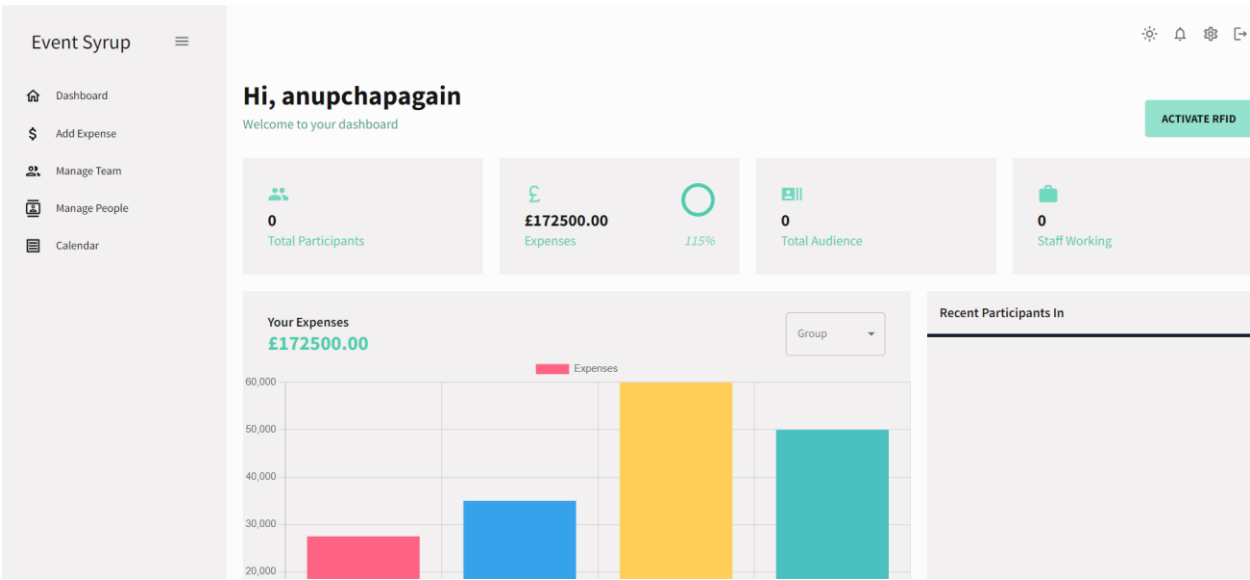 Event Syrup
Dashboard
Add Expense
Manage Team
Manage People
Calendar
Hi, anupchapagain
Welcome to your dashboard
ACTIVATE RFID
0
Total Participants
£172500.00
Expenses
115%
0
Total Audience
0
Staff Working
Your Expenses
£172500.00
Group
Expenses
60,000
50,000
40,000
30,000
20,000
Recent Participants In